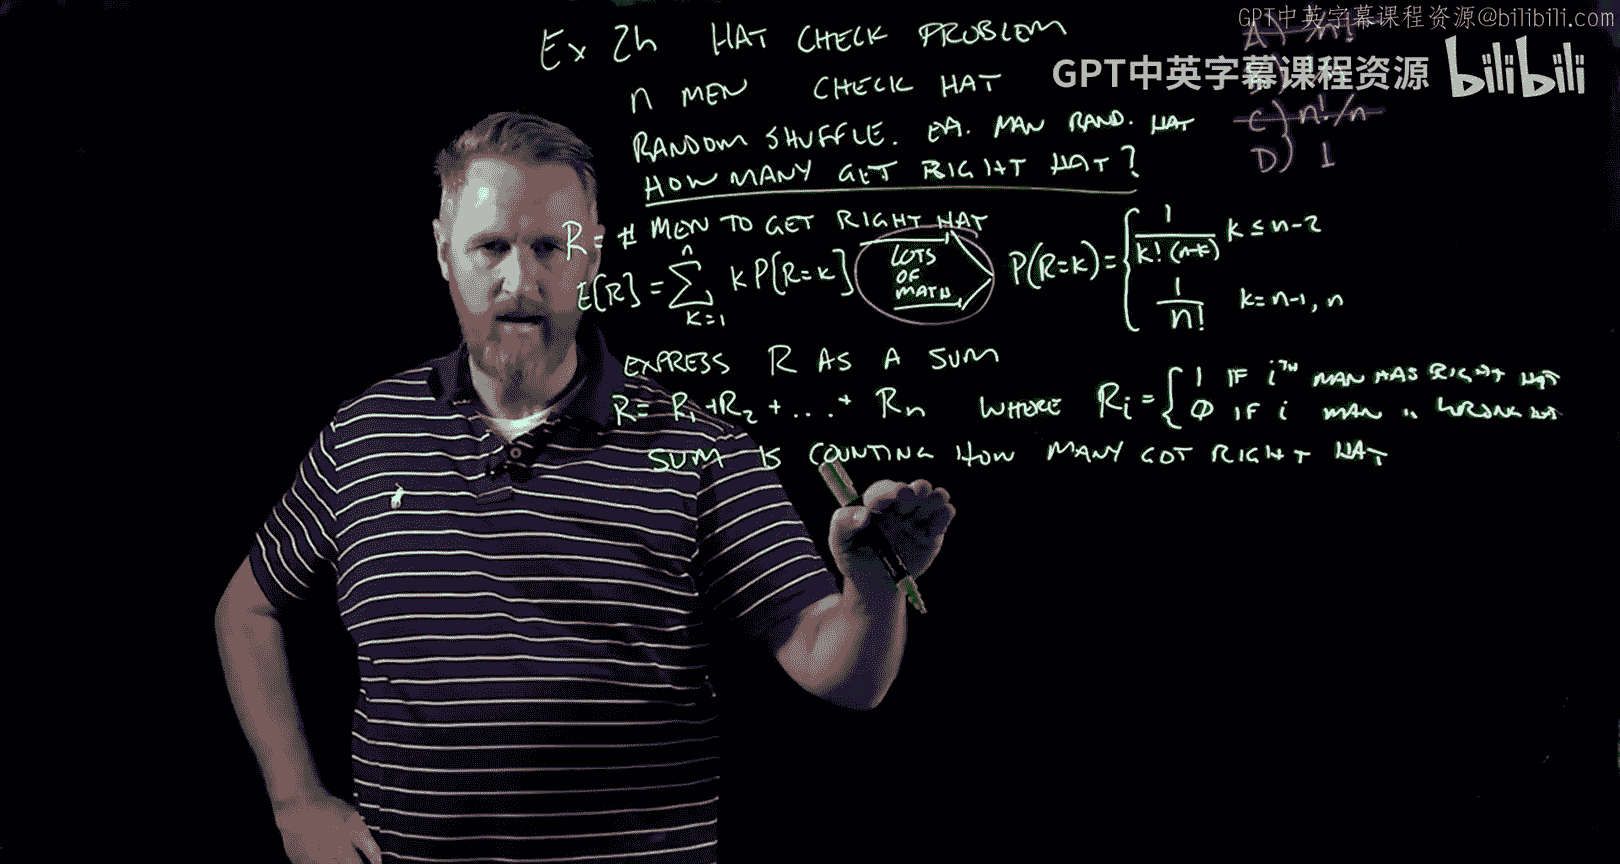 GPT中英字幕课程资源@bilibili.com
GPT中英字幕课程资源 bilibili
Ex 2h HAT CHECK PROBLEM
n MEN CHECK HAT
RANDOM SHUFFLE. EA. MAN RAND. HAT
HOW MANY GET RIGHT HAT?
A) n!
C) n!/n
D) 1
R = # MEN TO GET RIGHT HAT
E[R] = n∑k=1 k P[R=k]
LOTS
OF
MATH
P(R=k) = { 1/k!(n-k) k ≤ n-2
1/n! k=n-1, n
EXPRESS R AS A SUM
R = R1 + R2 + ... + Rn WHERE Ri = { 1 IF iTH MAN HAS RIGHT HAT
0 IF i MAN " WRONG HAT
SUM IS COUNTING HOW MANY GOT RIGHT HAT